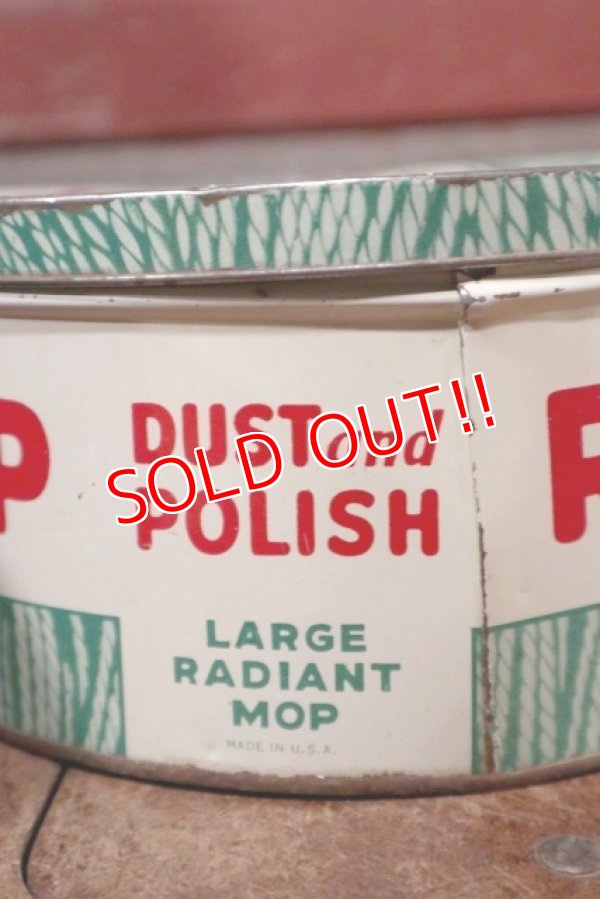 DUST and
POLISH
SOLD OUT!!
LARGE
RADIANT
MOP
MADE IN U.S.A.